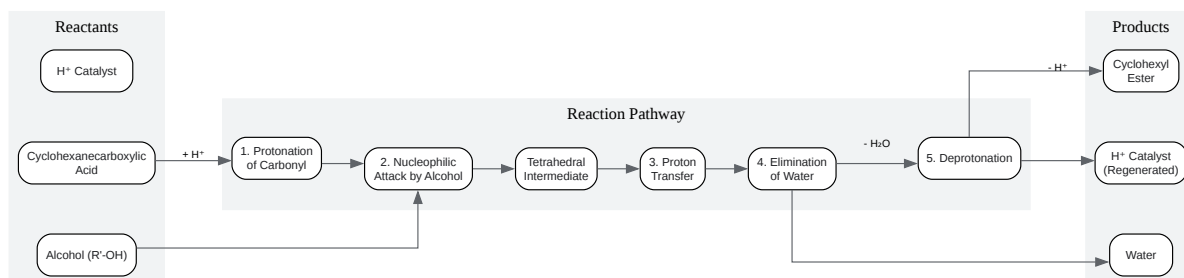 Reactants
H⁺ Catalyst
Cyclohexanecarboxylic
Acid
Alcohol (R'-OH)
+ H⁺
Reaction Pathway
1. Protonation
of Carbonyl
2. Nucleophilic
Attack by Alcohol
Tetrahedral
Intermediate
3. Proton
Transfer
4. Elimination
of Water
- H₂O
5. Deprotonation
- H⁺
Products
Cyclohexyl
Ester
H⁺ Catalyst
(Regenerated)
Water